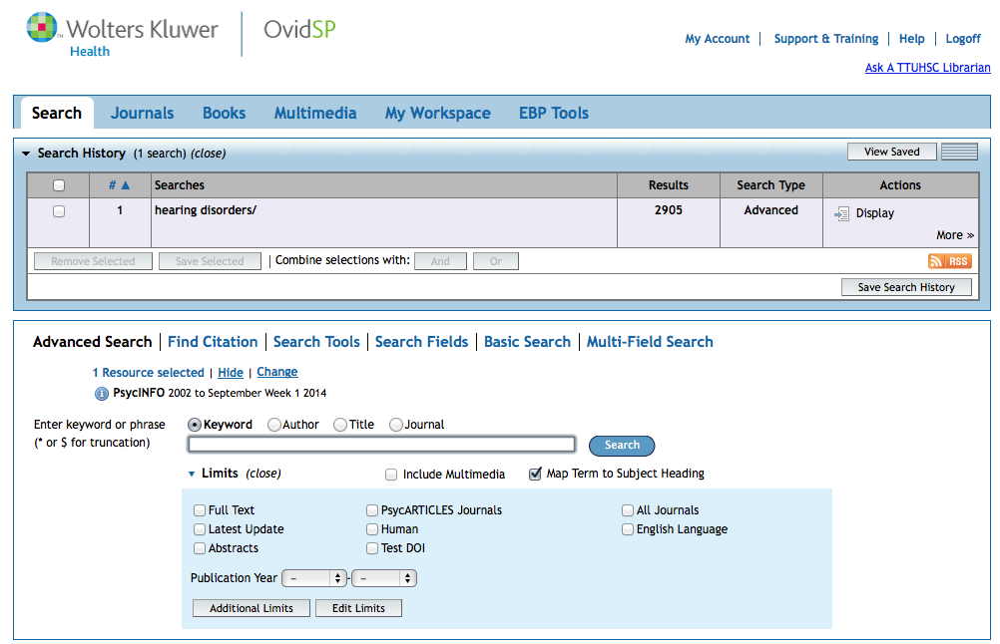 Wolters Kluwer OvidSP
Health
My Account | Support & Training | Help | Logoff
Ask A TTUHSC Librarian
Search Journals Books Multimedia My Workspace EBP Tools
Search History (1 search) (close) View Saved
# ▲ Searches Results Search Type Actions
1 hearing disorders/ 2905 Advanced Display
More »
Remove Selected Save Selected | Combine selections with: And Or RSS
Save Search History
Advanced Search | Find Citation | Search Tools | Search Fields | Basic Search | Multi-Field Search
1 Resource selected | Hide | Change
i PsycINFO 2002 to September Week 1 2014
Enter keyword or phrase Keyword Author Title Journal
(* or $ for truncation) Search
▼ Limits (close) Include Multimedia Map Term to Subject Heading
Full Text PsycARTICLES Journals All Journals
Latest Update Human English Language
Abstracts Test DOI
Publication Year - - -
Additional Limits Edit Limits